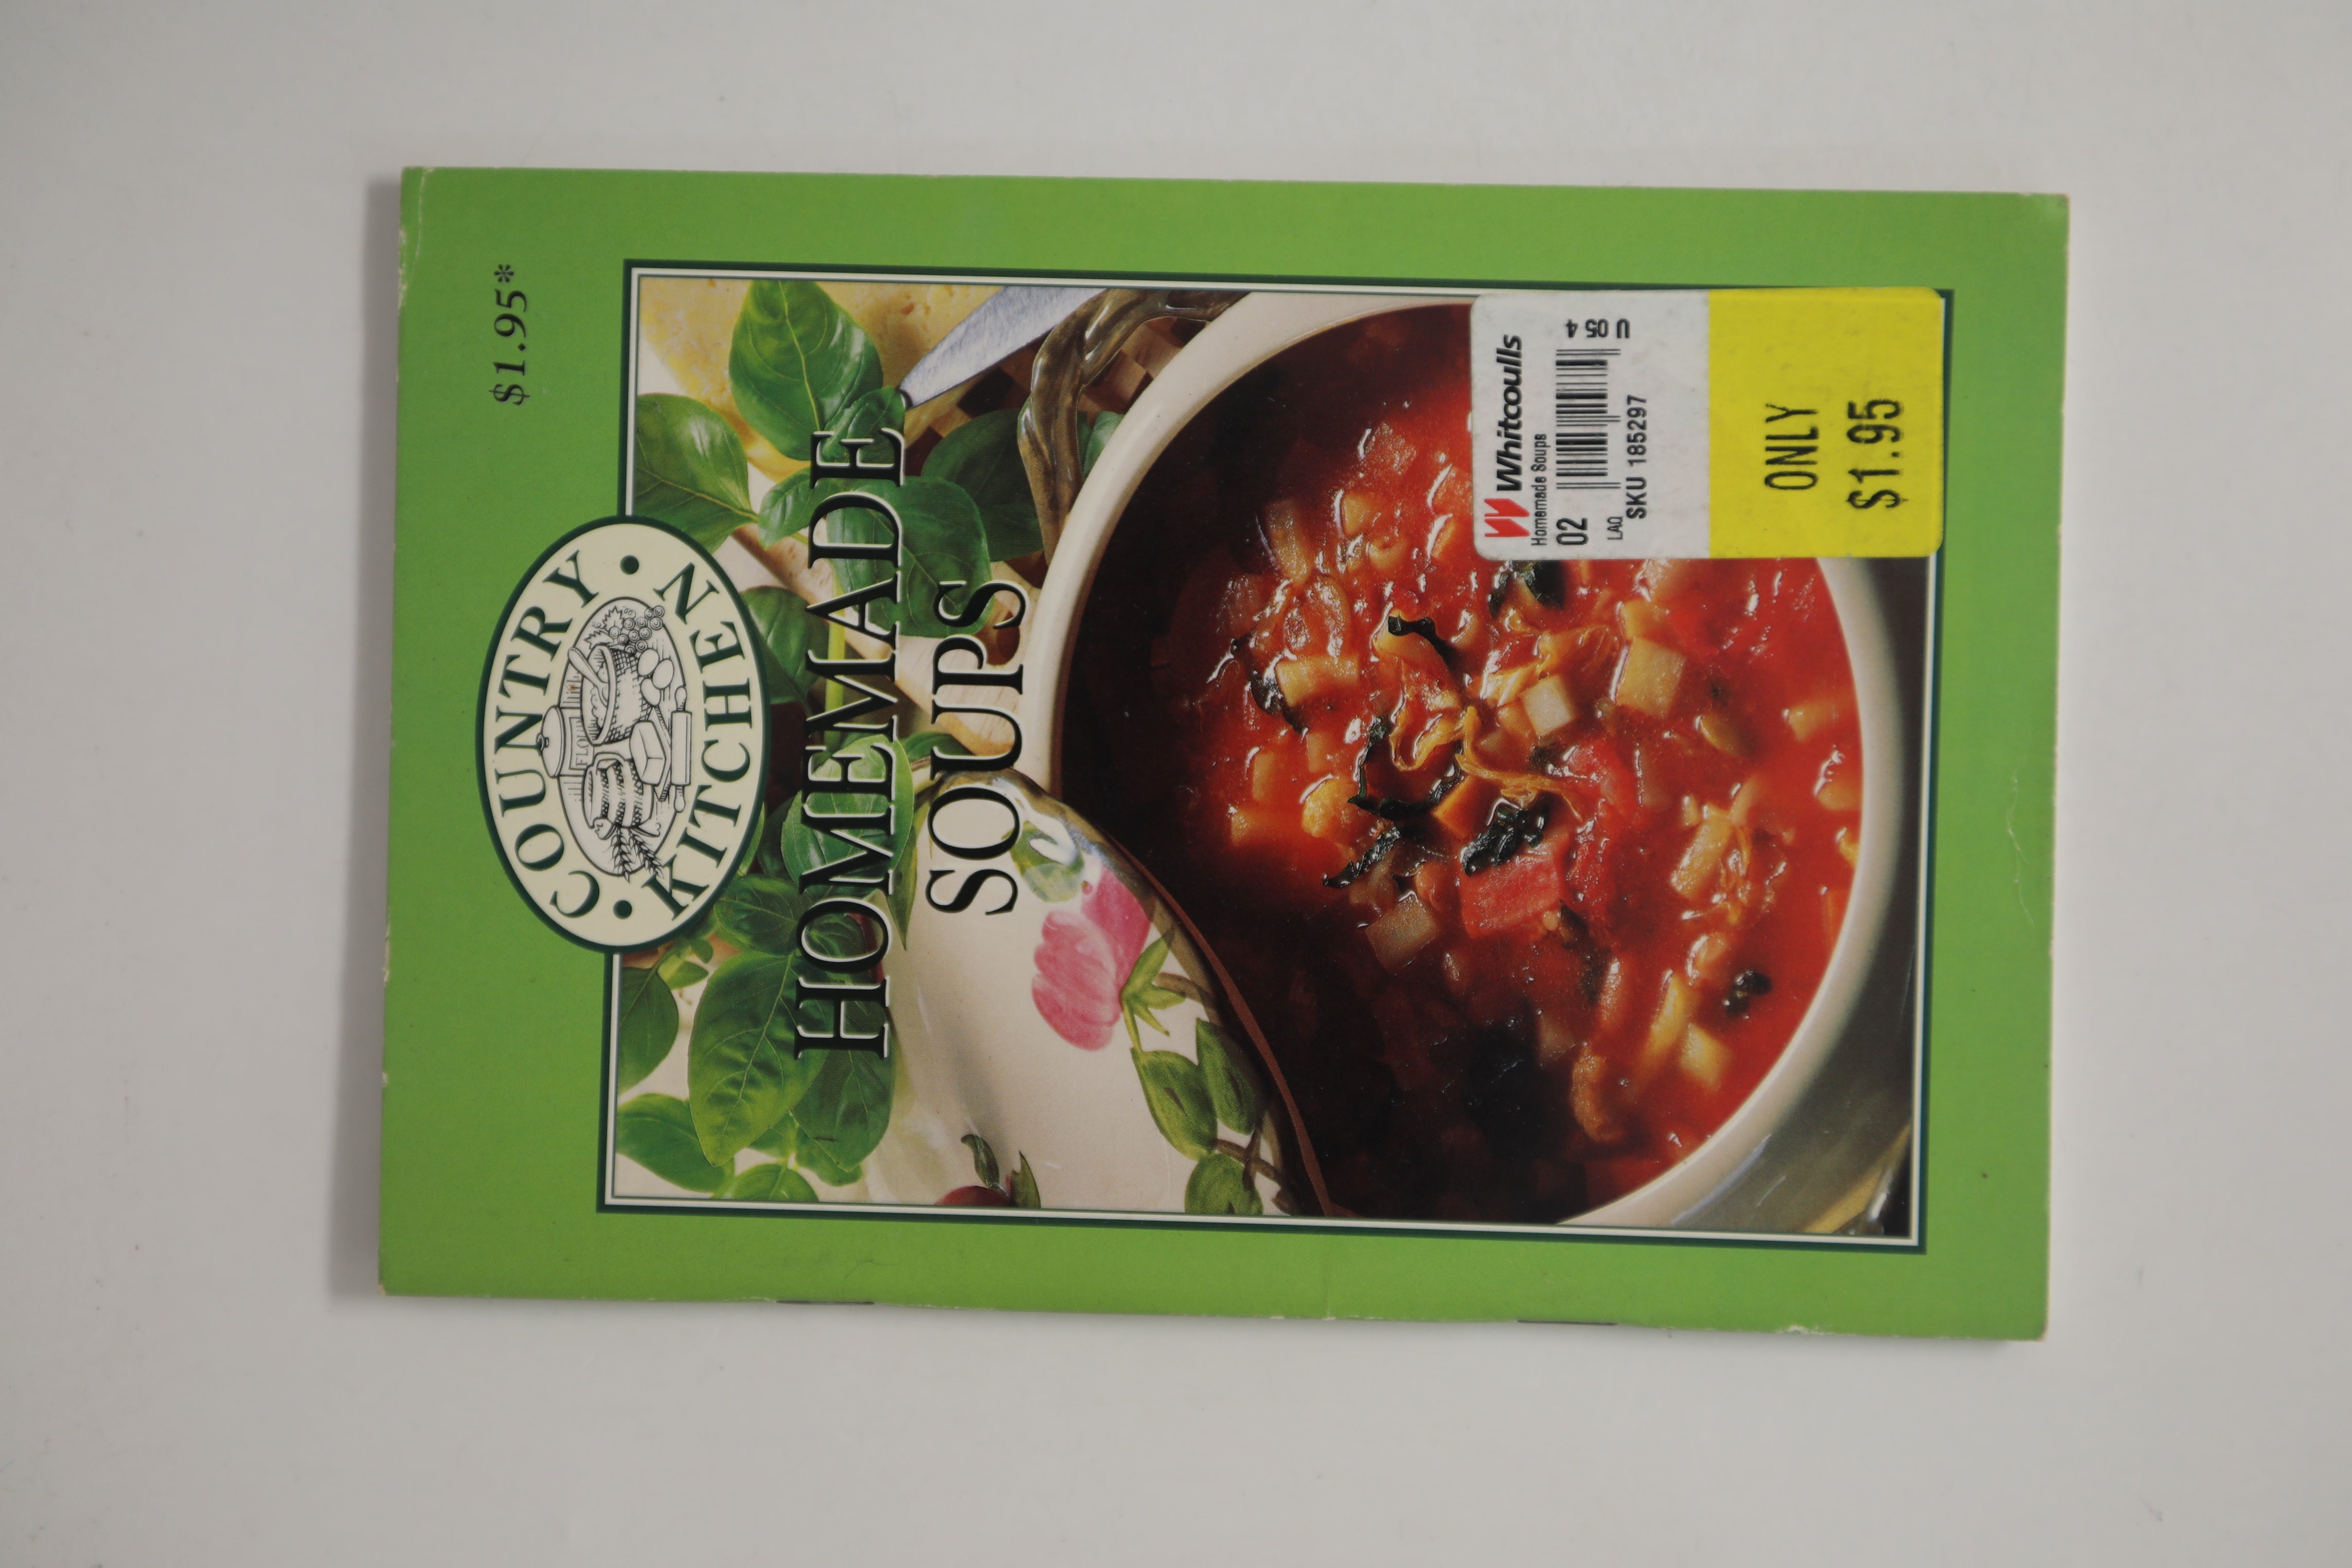 $1.95*
COUNTRY
KITCHEN
HOMEMADE
SOUPS
Whitcoulls
Homemade Soups
02
U 05 4
LAQ
SKU 185297
ONLY
$1.95